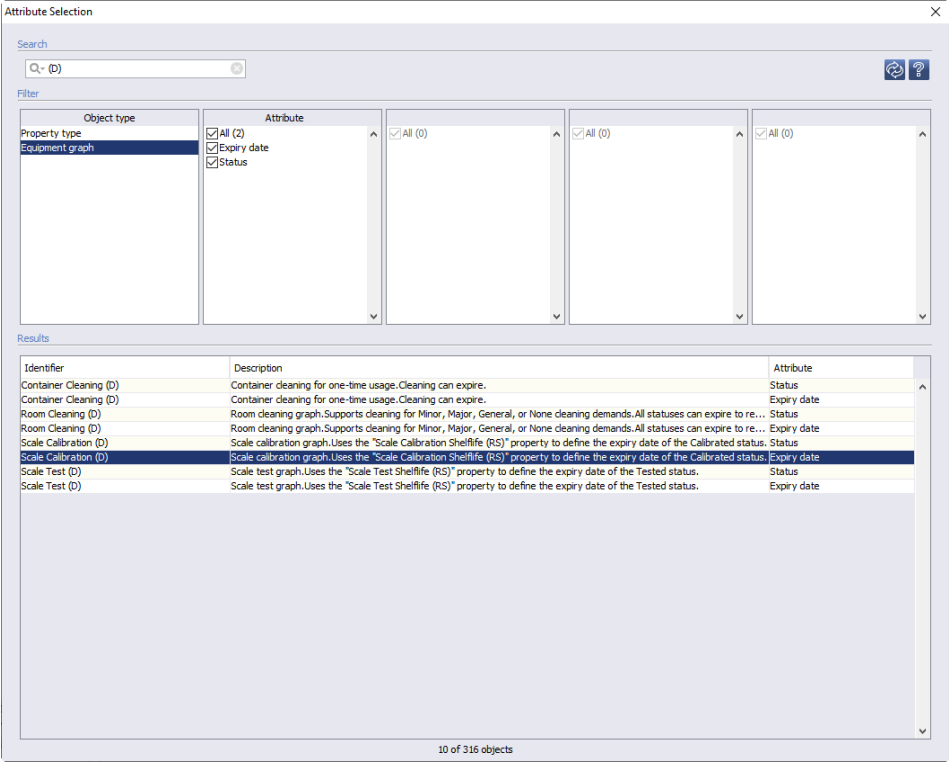 Attribute Selection
Search
(D)
Filter
Object type
Property type
Equipment graph
Attribute
All (2)
Expiry date
Status
All (0)
All (0)
All (0)
Results
Identifier Description Attribute
Container Cleaning (D) Container cleaning for one-time usage.Cleaning can expire. Status
Container Cleaning (D) Container cleaning for one-time usage.Cleaning can expire. Expiry date
Room Cleaning (D) Room cleaning graph.Supports cleaning for Minor, Major, General, or None cleaning demands.All statuses can expire to re... Status
Room Cleaning (D) Room cleaning graph.Supports cleaning for Minor, Major, General, or None cleaning demands.All statuses can expire to re... Expiry date
Scale Calibration (D) Scale calibration graph.Uses the "Scale Calibration Shelflife (RS)" property to define the expiry date of the Calibrated status. Status
Scale Calibration (D) Scale calibration graph.Uses the "Scale Calibration Shelflife (RS)" property to define the expiry date of the Calibrated status. Expiry date
Scale Test (D) Scale test graph.Uses the "Scale Test Shelflife (RS)" property to define the expiry date of the Tested status. Status
Scale Test (D) Scale test graph.Uses the "Scale Test Shelflife (RS)" property to define the expiry date of the Tested status. Expiry date
10 of 316 objects